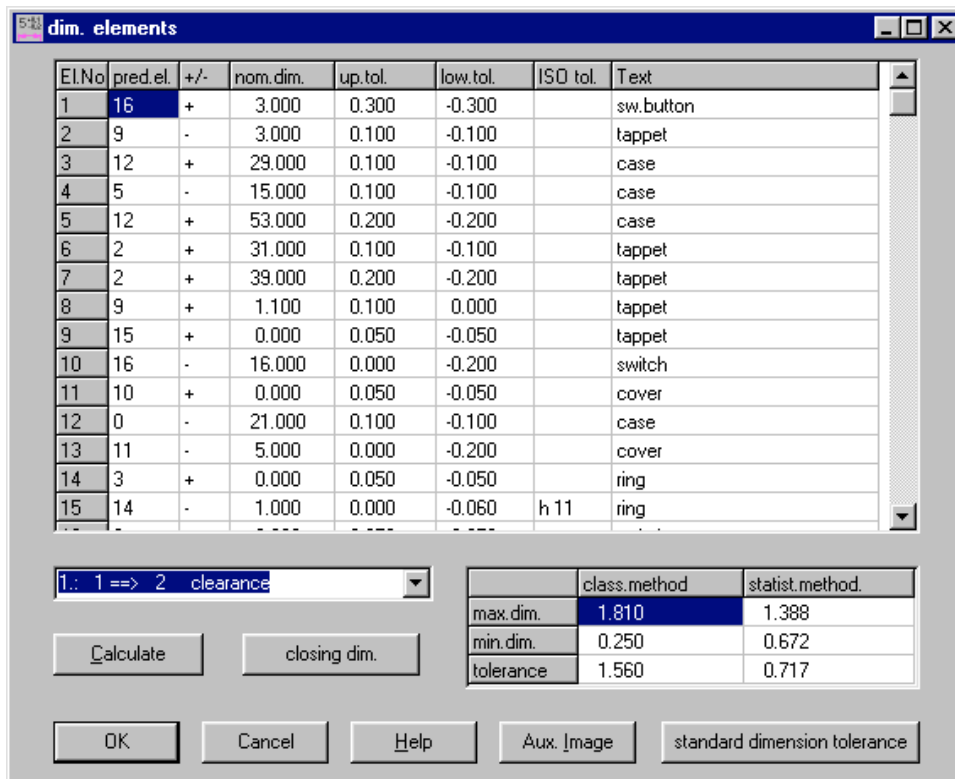 dim. elements
El.No pred.el. +/- nom.dim. up.tol. low.tol. ISO tol. Text
1 16 + 3.000 0.300 -0.300 sw.button
2 9 - 3.000 0.100 -0.100 tappet
3 12 + 29.000 0.100 -0.100 case
4 5 - 15.000 0.100 -0.100 case
5 12 + 53.000 0.200 -0.200 case
6 2 + 31.000 0.100 -0.100 tappet
7 2 + 39.000 0.200 -0.200 tappet
8 9 + 1.100 0.100 0.000 tappet
9 15 + 0.000 0.050 -0.050 tappet
10 16 - 16.000 0.000 -0.200 switch
11 10 + 0.000 0.050 -0.050 cover
12 0 - 21.000 0.100 -0.100 case
13 11 - 5.000 0.000 -0.200 cover
14 3 + 0.000 0.050 -0.050 ring
15 14 - 1.000 0.000 -0.060 h 11 ring
1.: 1 ==> 2 clearance
class.method statist.method.
max.dim. 1.810 1.388
min.dim. 0.250 0.672
tolerance 1.560 0.717
Calculate closing dim.
OK Cancel Help Aux. Image standard dimension tolerance